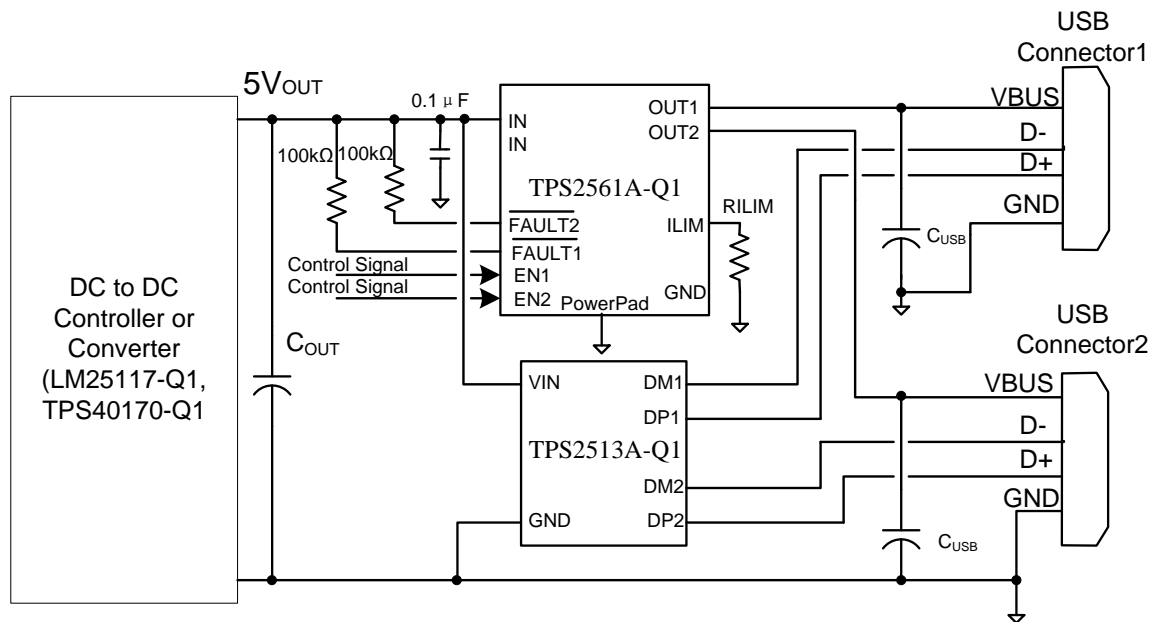 USB
Connector1
5VOUT
0.1 μF
100kΩ
100kΩ
IN
IN
OUT1
OUT2
TPS2561A-Q1
FAULT2
FAULT1
EN1
EN2
ILIM
RILIM
GND
PowerPad
Control Signal
Control Signal
VBUS
D-
D+
GND
CUSB
DC to DC
Controller or
Converter
(LM25117-Q1,
TPS40170-Q1
COUT
VIN
DM1
DP1
TPS2513A-Q1
DM2
GND
DP2
USB
Connector2
VBUS
D-
D+
GND
CUSB